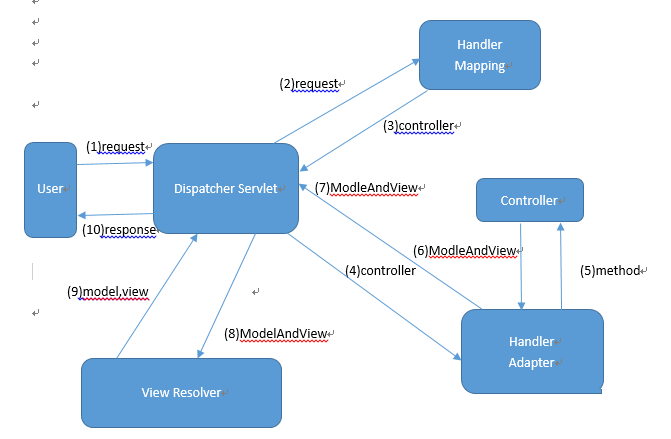 Handler
Mapping
(2)request
(3)controller
(1)request
User
Dispatcher Servlet
(7)ModleAndView
Controller
(10)response
(6)ModleAndView
(4)controller
(5)method
(9)model,view
(8)ModelAndView
Handler
Adapter
View Resolver